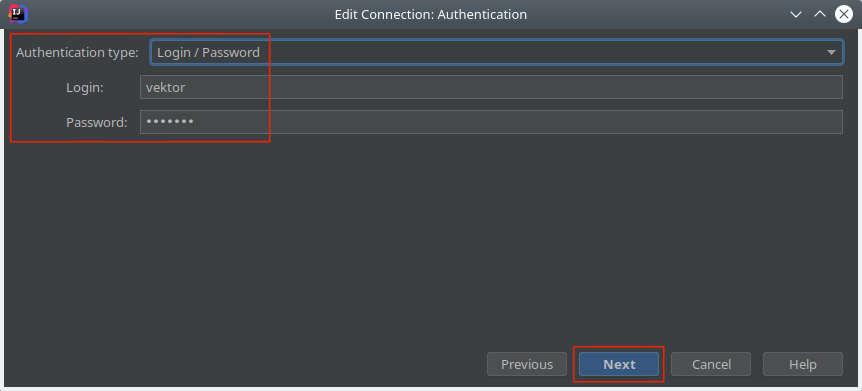 IJ
Edit Connection: Authentication
Authentication type: Login / Password
Login: vektor
Password: •••••••
Previous Next Cancel Help